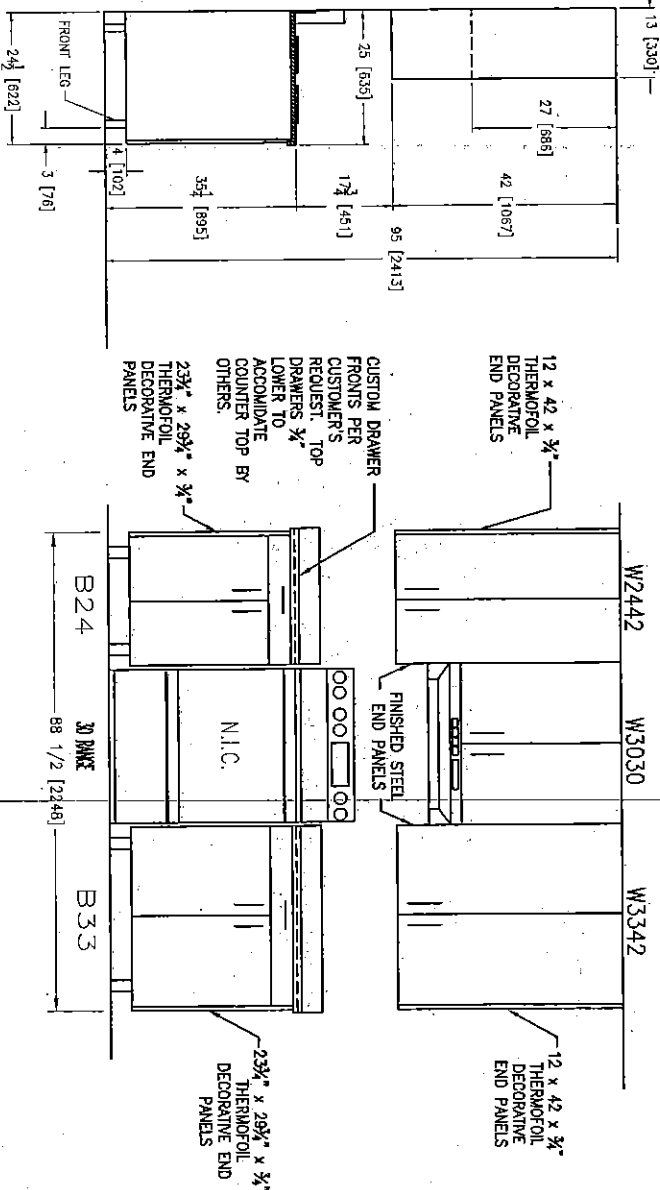 13 [330]
27 [686]
42 [1067]
25 [635]
17¾ [451]
95 [2413]
35¼ [895]
4 [102]
3 [76]
24½ [622]
FRONT LEG
12 x 42 x ¾"
THERMOFOIL
DECORATIVE
END PANELS
CUSTOM DRAWER
FRONTS PER
CUSTOMER'S
REQUEST. TOP
DRAWERS ¾"
LOWER TO
ACCOMIDATE
COUNTER TOP BY
OTHERS.
23¾" x 29¾" x ¾"
THERMOFOIL
DECORATIVE END
PANELS
W2442
W3030
W3342
FINISHED STEEL
END PANELS
N.I.C.
B24
30 RANGE
B33
88 1/2 [2248]
12 x 42 x ¾"
THERMOFOIL
DECORATIVE
END PANELS
23¾" x 29¾" x ¾"
THERMOFOIL
DECORATIVE END
PANELS